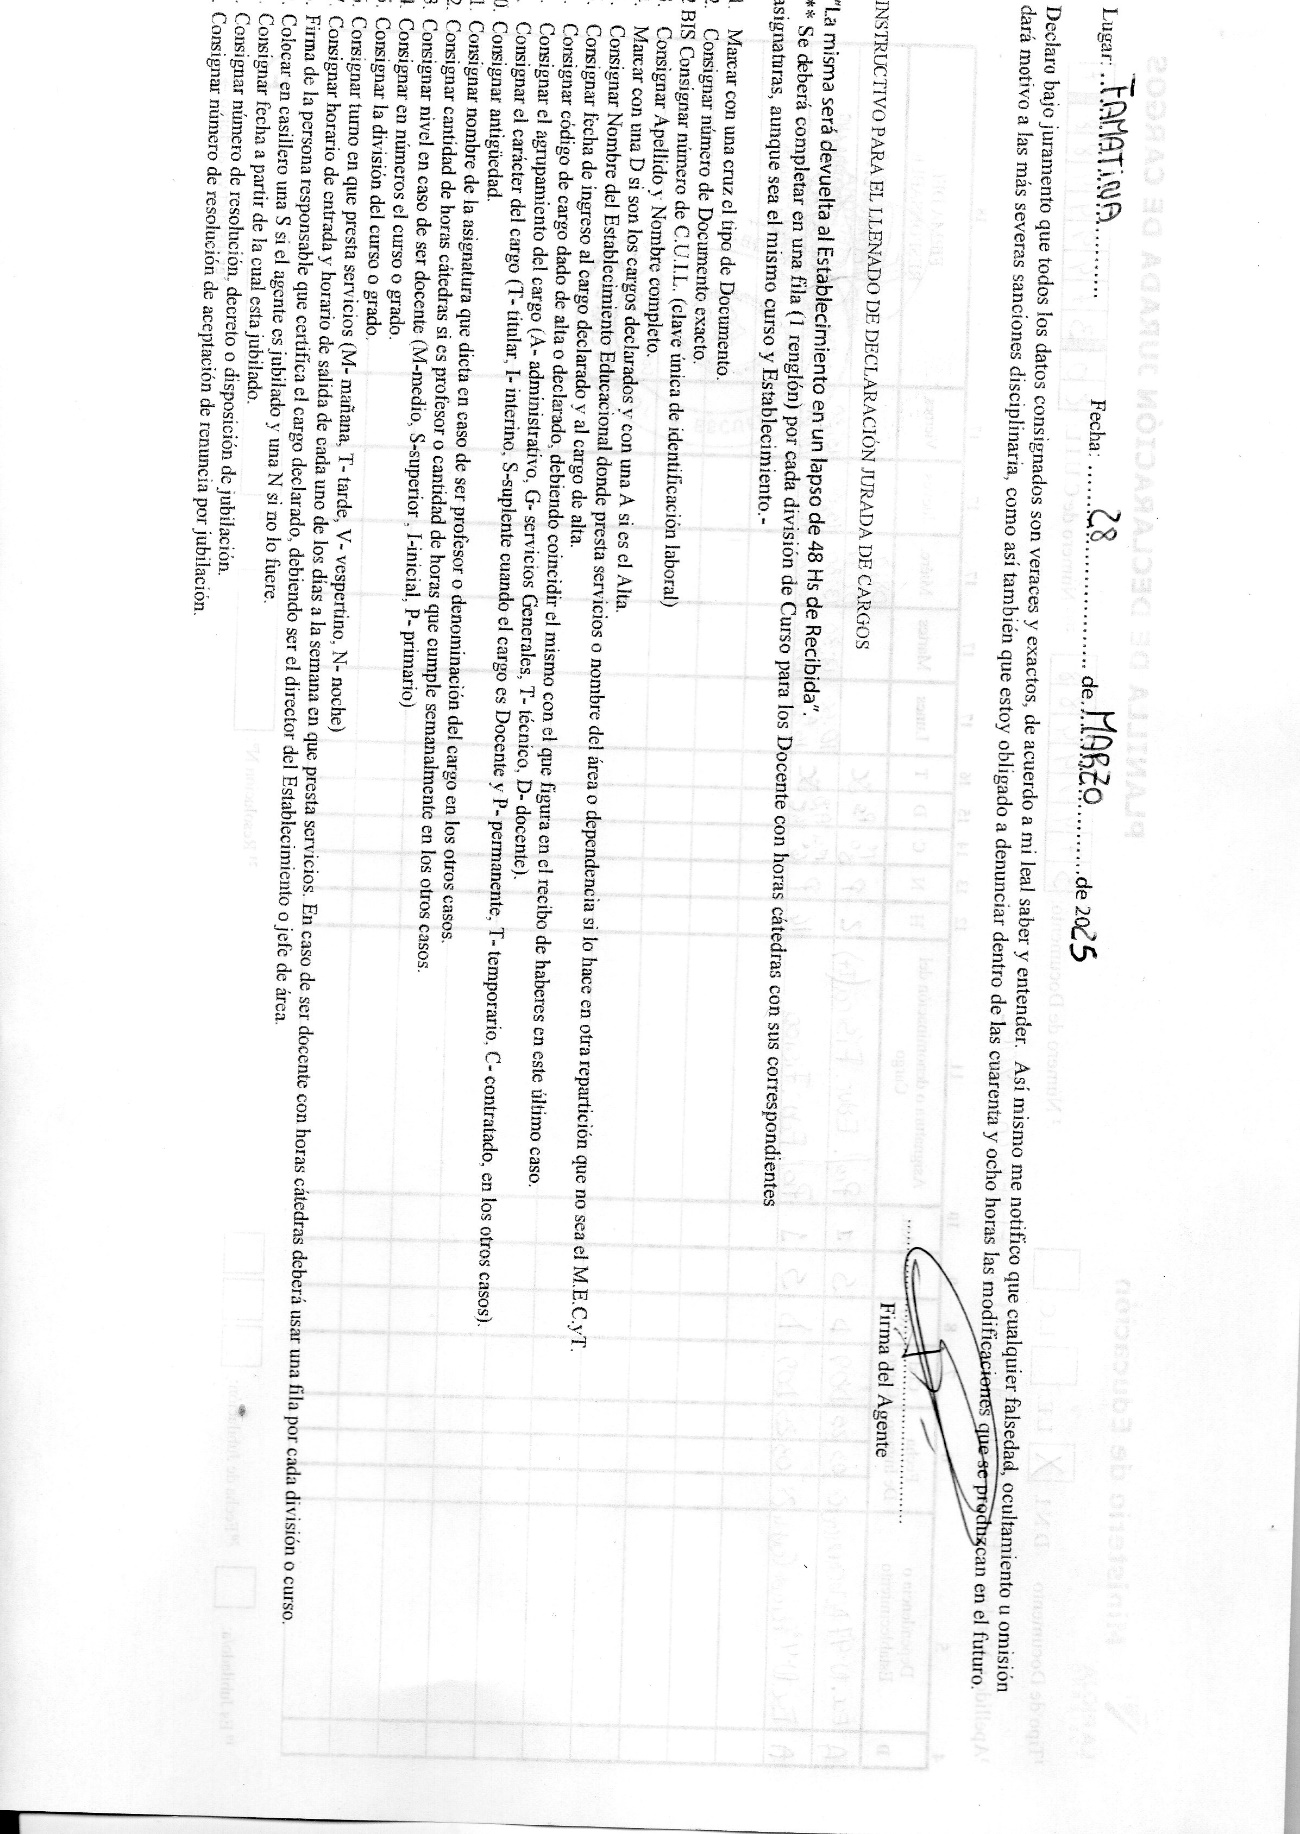 Lugar: ..FAMATINA........... Fecha: ........28................... de..MARZO...........de 2025
Declaro bajo juramento que todos los datos consignados son veraces y exactos, de acuerdo a mi leal saber y entender. Así mismo me notifico que cualquier falsedad, ocultamiento u omisión
dará motivo a las más severas sanciones disciplinaria, como así también que estoy obligado a denunciar dentro de las cuarenta y ocho horas las modificaciones que se produzcan en el futuro.
Firma del Agente
INSTRUCTIVO PARA EL LLENADO DE DECLARACIÓN JURADA DE CARGOS
"La misma será devuelta al Establecimiento en un lapso de 48 Hs de Recibida".
** Se deberá completar en una fila (1 renglón) por cada división de Curso para los Docente con horas cátedras con sus correspondientes
asignaturas, aunque sea el mismo curso y Establecimiento.-
1. Marcar con una cruz el tipo de Documento.
2. Consignar número de Documento exacto.
2 BIS Consignar número de C.U.I.L. (clave única de identificación laboral)
. Consignar Apellido y Nombre completo.
. Marcar con una D si son los cargos declarados y con una A si es el Alta.
. Consignar Nombre del Establecimiento Educacional donde presta servicios o nombre del área o dependencia si lo hace en otra repartición que no sea el M.E.C.yT.
. Consignar fecha de ingreso al cargo declarado y al cargo de alta.
. Consignar código de cargo dado de alta o declarado, debiendo coincidir el mismo con el que figura en el recibo de haberes en este último caso.
. Consignar el agrupamiento del cargo (A- administrativo, G- servicios Generales, T- técnico, D- docente).
. Consignar el carácter del cargo (T- titular, I- interino, S-suplente cuando el cargo es Docente y P- permanente, T- temporario, C- contratado, en los otros casos).
0. Consignar antigüedad.
1. Consignar nombre de la asignatura que dicta en caso de ser profesor o denominación del cargo en los otros casos.
2. Consignar cantidad de horas cátedras si es profesor o cantidad de horas que cumple semanalmente en los otros casos.
3. Consignar nivel en caso de ser docente (M-medio, S-superior , I-inicial, P- primario)
4. Consignar en números el curso o grado.
5. Consignar la división del curso o grado.
. Consignar turno en que presta servicios (M- mañana, T- tarde, V- vespertino, N- noche)
. Consignar horario de entrada y horario de salida de cada uno de los días a la semana en que presta servicios. En caso de ser docente con horas cátedras deberá usar una fila por cada división o curso.
. Firma de la persona responsable que certifica el cargo declarado, debiendo ser el director del Establecimiento o jefe de área.
. Colocar en casillero una S si el agente es jubilado y una N si no lo fuere.
. Consignar fecha a partir de la cual esta jubilado.
. Consignar número de resolución, decreto o disposición de jubilación.
. Consignar número de resolución de aceptación de renuncia por jubilación.